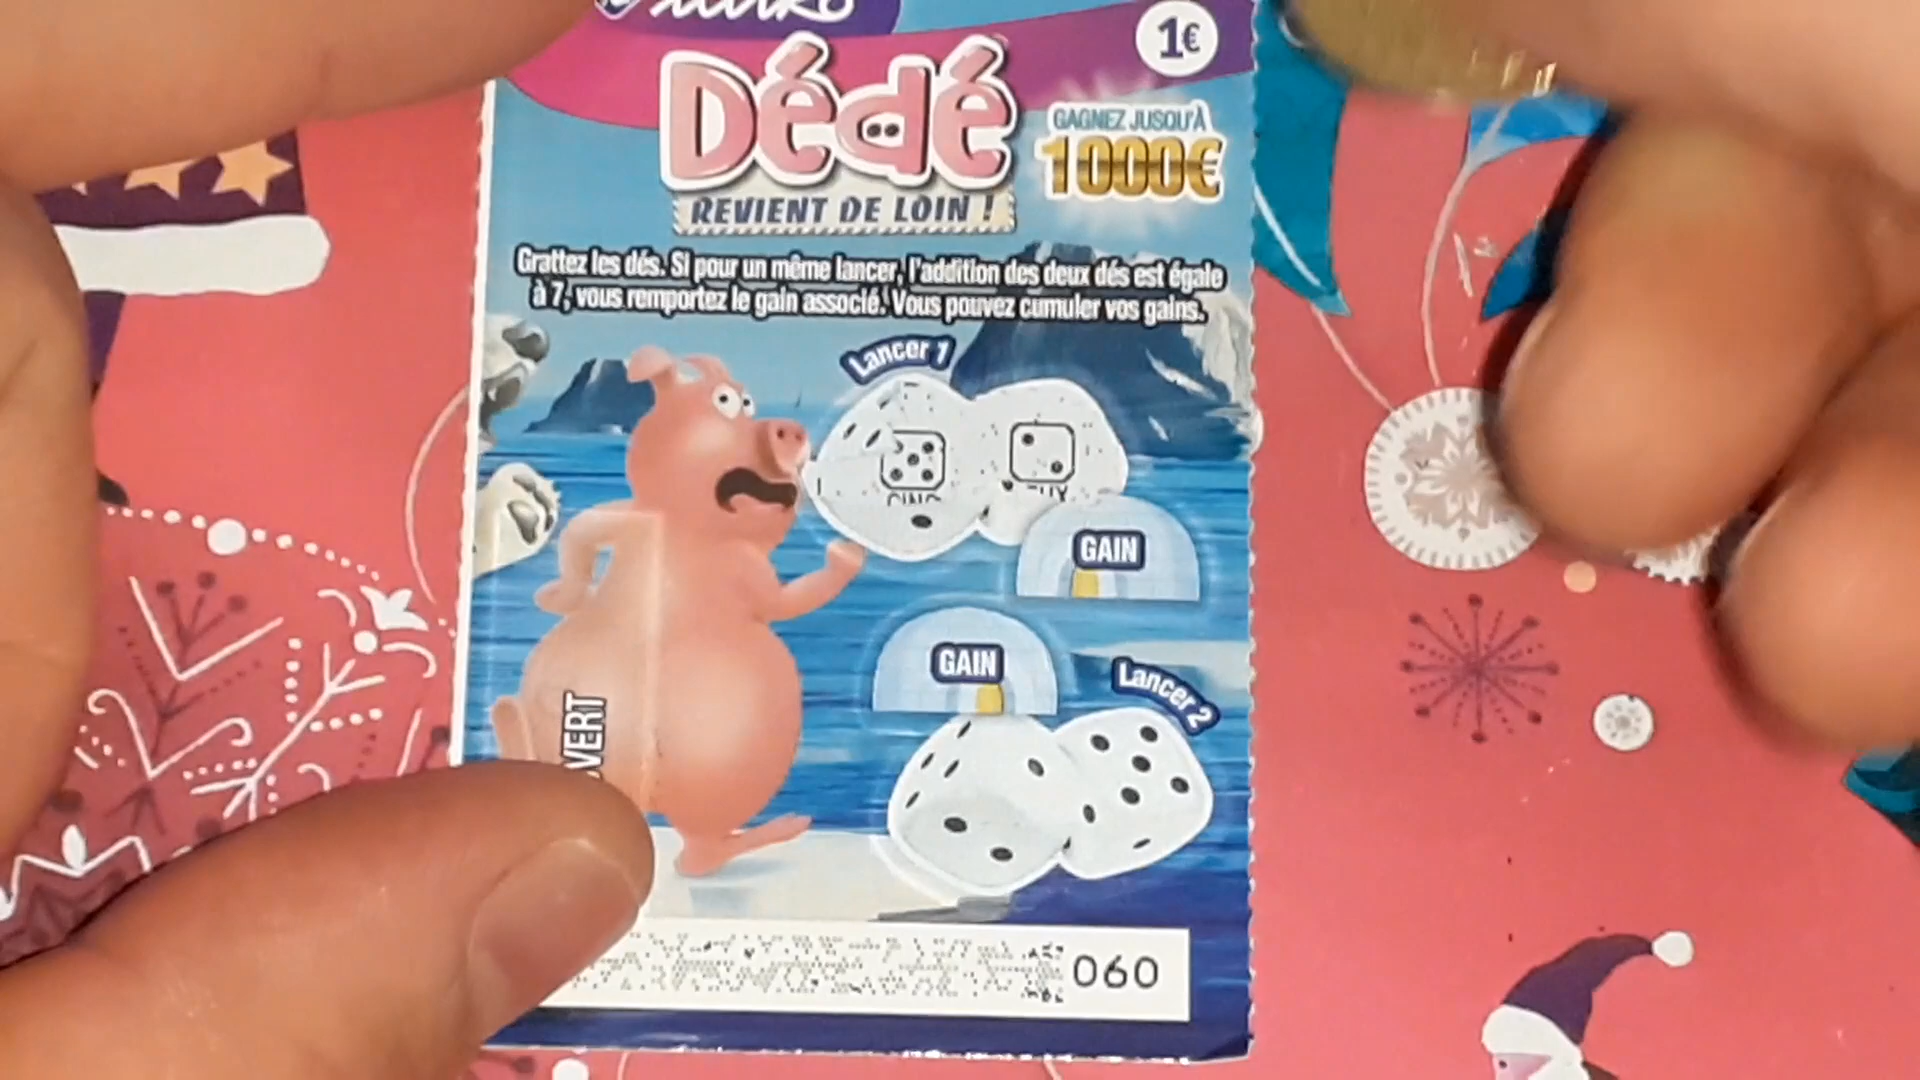 1€
Dédé
GAGNEZ JUSQU'À
1000€
REVIENT DE LOIN !
Grattez les dés. Si pour un même lancer, l'addition des deux dés est égale
à 7, vous remportez le gain associé. Vous pouvez cumuler vos gains.
Lancer 1
CINQ
GAIN
GAIN
Lancer 2
060